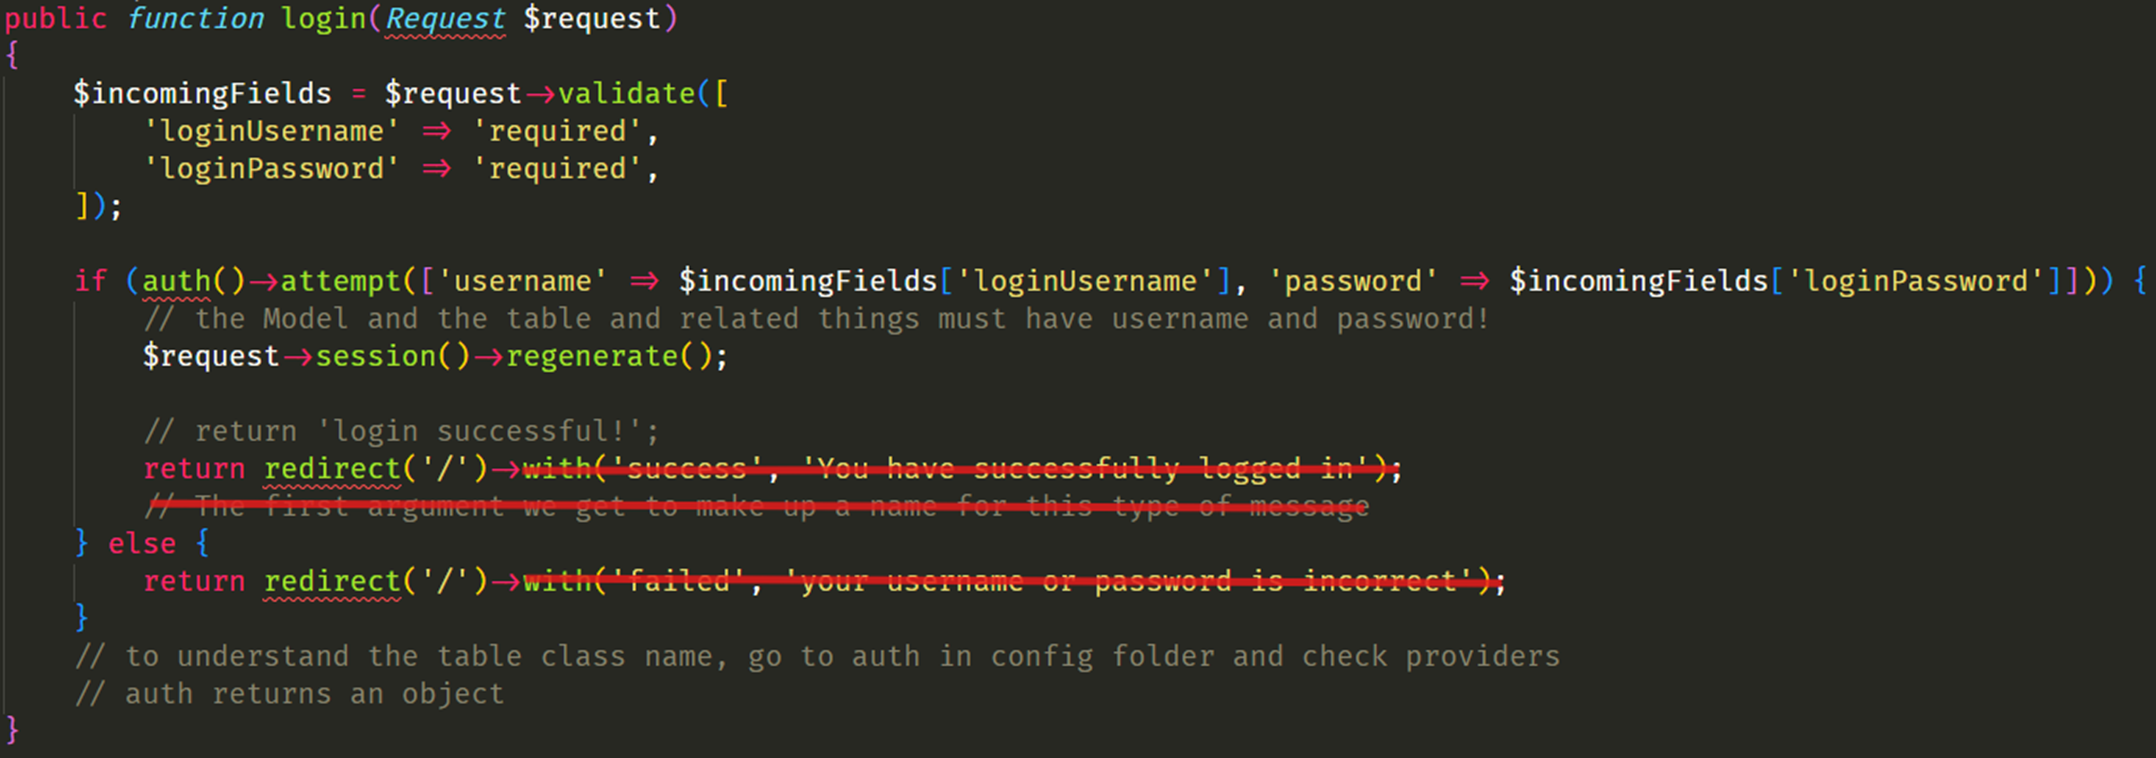 public function login(Request $request)
{
    $incomingFields = $request->validate([
        'loginUsername' => 'required',
        'loginPassword' => 'required',
    ]);
    if (auth()->attempt(['username' => $incomingFields['loginUsername'], 'password' => $incomingFields['loginPassword']])) {
        // the Model and the table and related things must have username and password!
        $request->session()->regenerate();
        // return 'login successful!';
        return redirect('/')->with('success', 'You have successfully logged in');
        // The first argument we get to make up a name for this type of message
    } else {
        return redirect('/')->with('failed', 'your username or password is incorrect');
    }
    // to understand the table class name, go to auth in config folder and check providers
    // auth returns an object
}